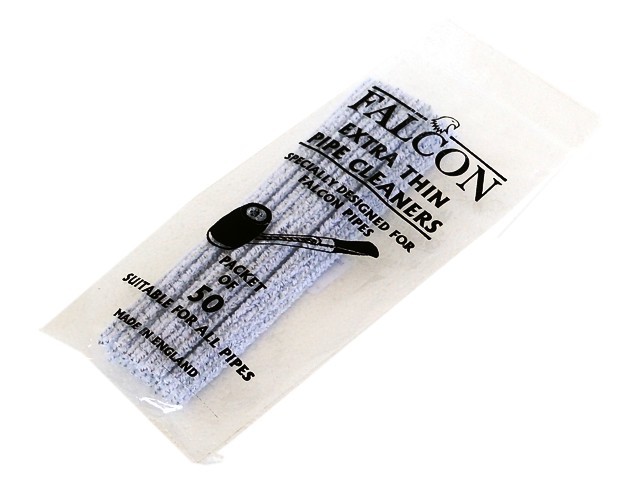 FALCON
EXTRA THIN
PIPE CLEANERS
SPECIALLY DESIGNED FOR
FALCON PIPES
PACKET
OF
50
SUITABLE FOR ALL PIPES
MADE IN ENGLAND